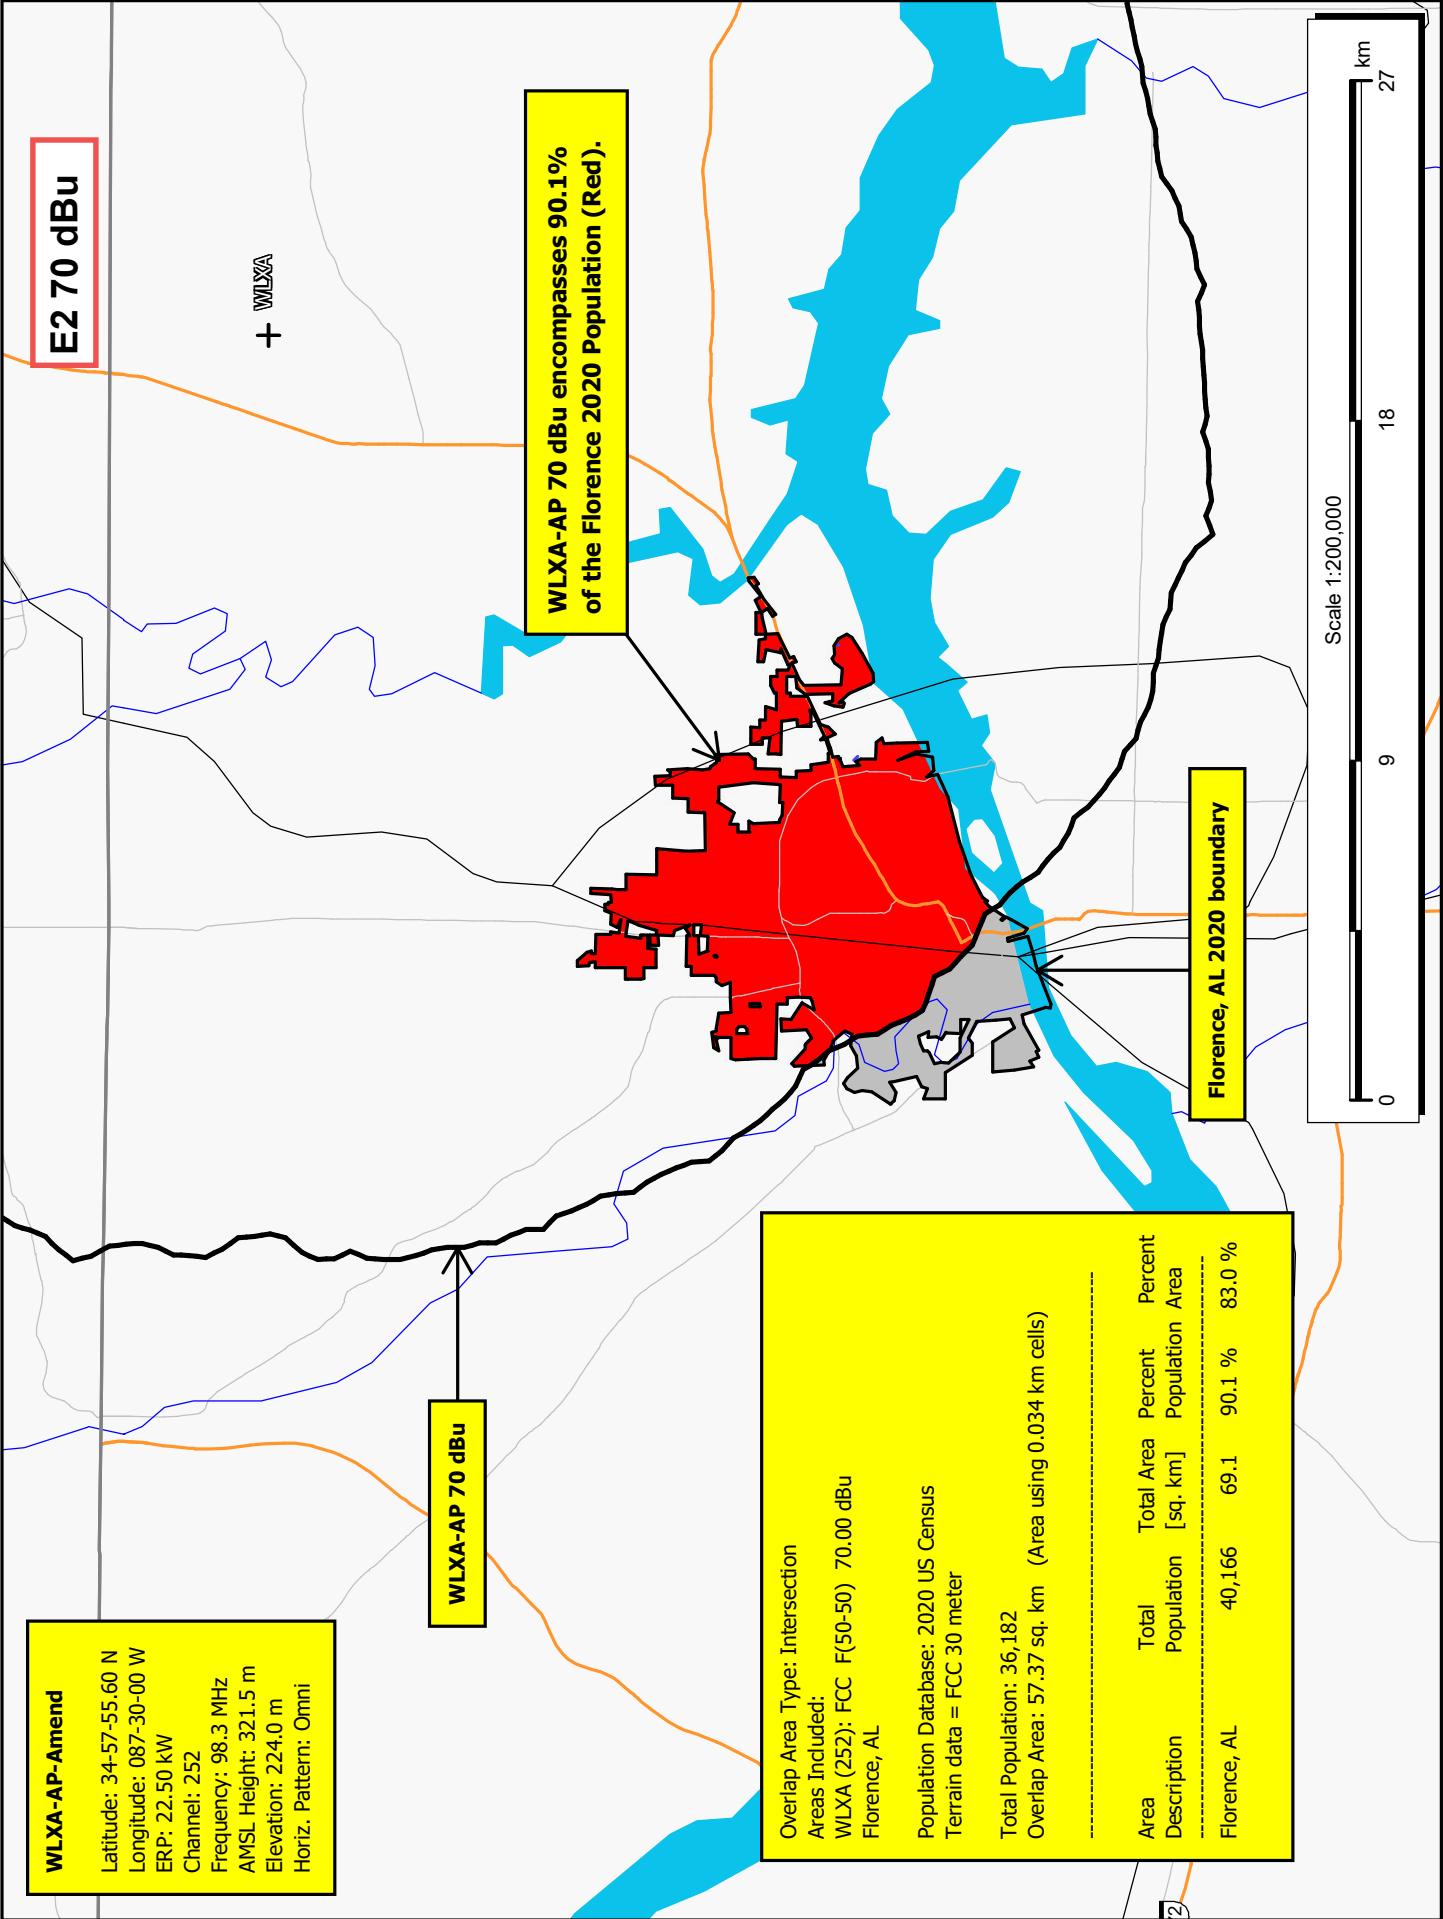 E2 70 dBu
WLXA-AP-Amend
Latitude: 34-57-55.60 N
Longitude: 087-30-00 W
ERP: 22.50 kW
Channel: 252
Frequency: 98.3 MHz
AMSL Height: 321.5 m
Elevation: 224.0 m
Horiz. Pattern: Omni
WLXA
WLXA-AP 70 dBu
WLXA-AP 70 dBu encompasses 90.1%
of the Florence 2020 Population (Red).
Overlap Area Type: Intersection
Areas Included:
WLXA (252): FCC F(50-50) 70.00 dBu
Florence, AL
Population Database: 2020 US Census
Terrain data = FCC 30 meter
Total Population: 36,182
Overlap Area: 57.37 sq. km (Area using 0.034 km cells)
Area Total Total Area Percent Percent
Description Population [sq. km] Population Area
Florence, AL 40,166 69.1 90.1 % 83.0 %
Florence, AL 2020 boundary
Scale 1:200,000
0 9 18 27 km
72